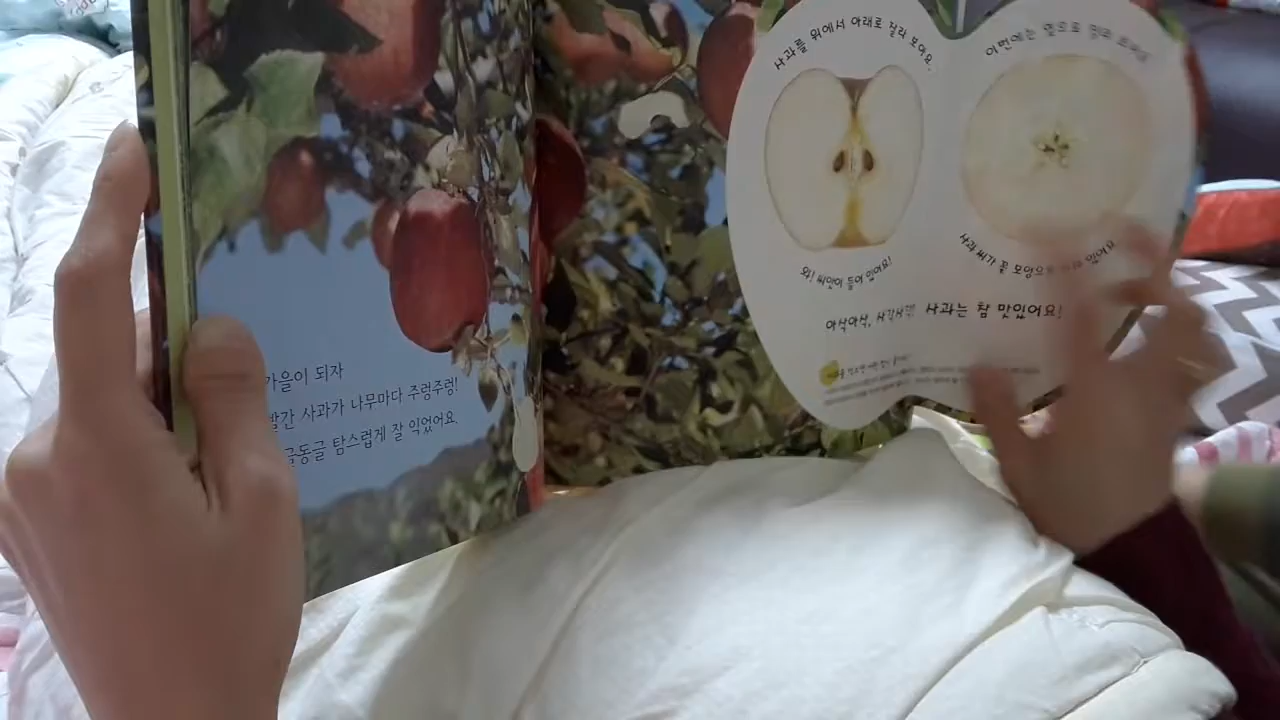 가을이 되자
빨간 사과가 나무마다 주렁주렁!
글동글 탐스럽게 잘 익었어요.
사과를 위에서 아래로 잘라 보아요.
이번에는 옆으로 잘라
와! 씨앗이 들어 있어요!
사과 씨가 꽃 모양으로 있어요
아삭아삭, 사각사각! 사과는 참 맛있어요!